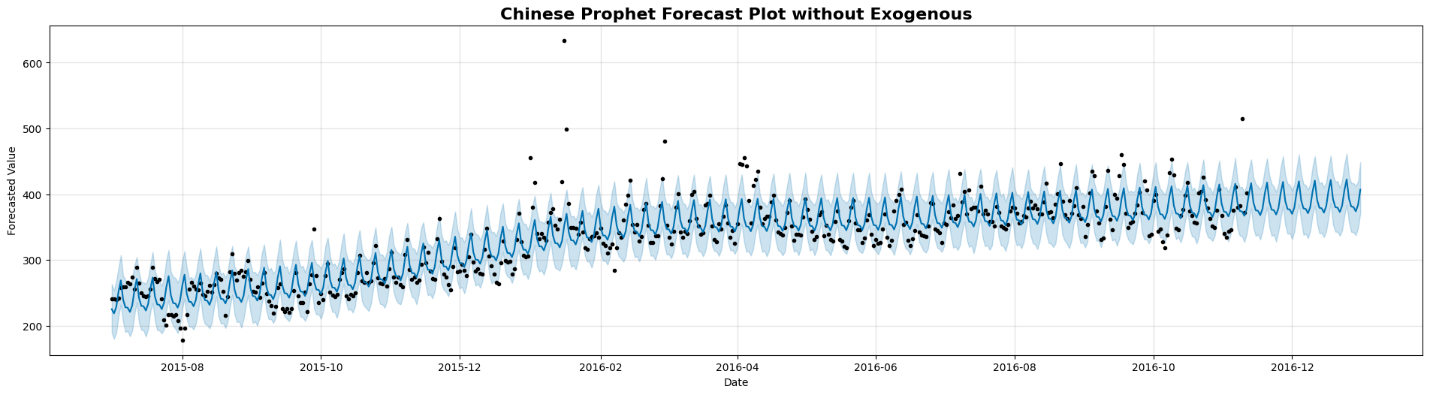 Chinese Prophet Forecast Plot without Exogenous
Forecasted Value
600
500
400
300
200
2015-08 2015-10 2015-12 2016-02 2016-04 2016-06 2016-08 2016-10 2016-12
Date